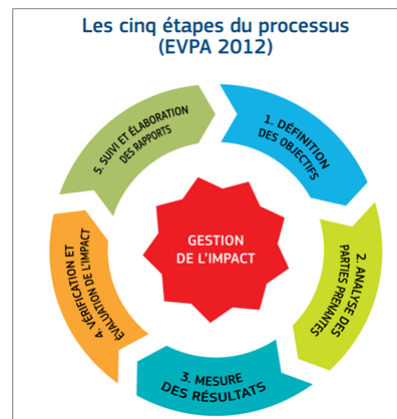 Les cinq étapes du processus
(EVPA 2012)
1. DÉFINITION
DES OBJECTIFS
2. ANALYSE DES
PARTIES PRENANTES
3. MESURE
DES RÉSULTATS
4. VÉRIFICATION ET
ÉVALUATION DE L'IMPACT
5. SUIVI ET ÉLABORATION
DES RAPPORTS
GESTION
DE L'IMPACT